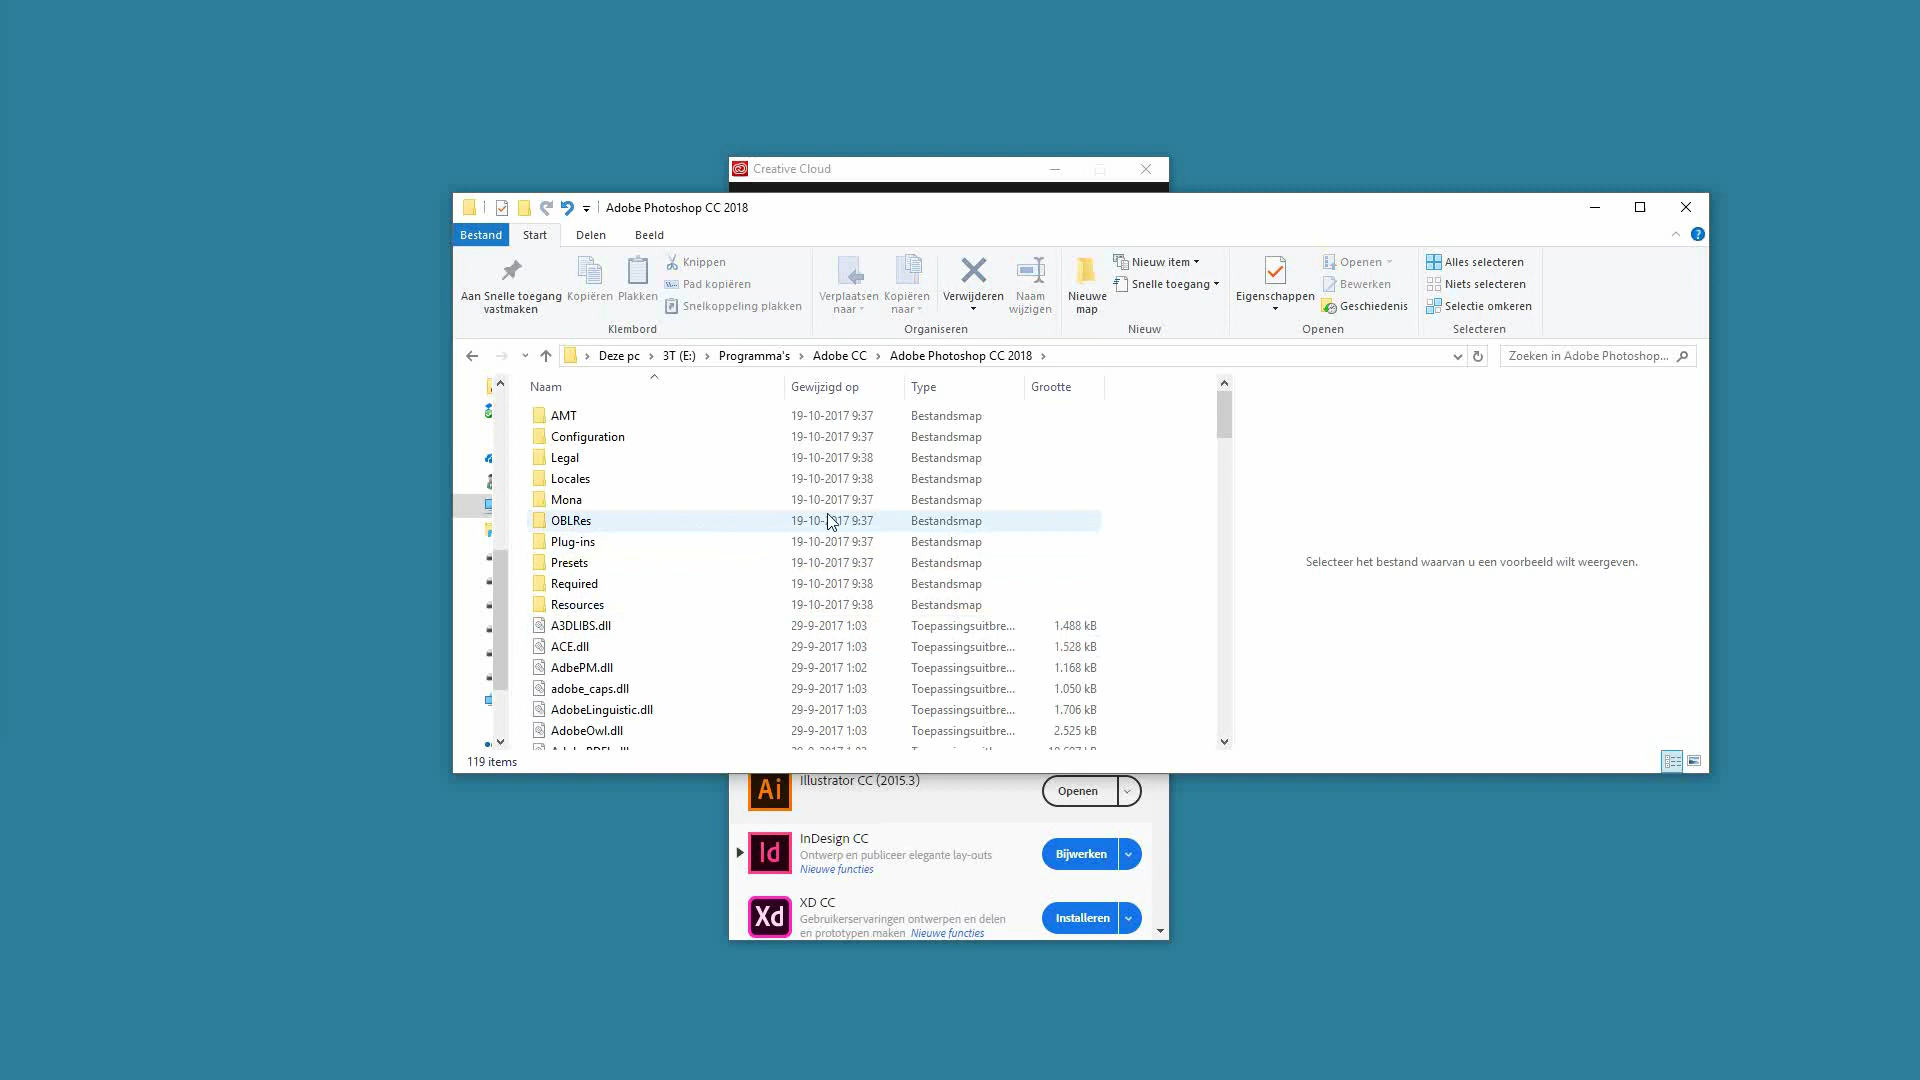 Creative Cloud
Adobe Photoshop CC 2018
Bestand Start Delen Beeld
Aan Snelle toegang vastmaken
Kopiëren
Plakken
Knippen
Pad kopiëren
Snelkoppeling plakken
Klembord
Verplaatsen naar
Kopiëren naar
Verwijderen
Naam wijzigen
Organiseren
Nieuwe map
Nieuw item
Snelle toegang
Nieuw
Eigenschappen
Openen
Bewerken
Geschiedenis
Openen
Alles selecteren
Niets selecteren
Selectie omkeren
Selecteren
Deze pc › 3T (E:) › Programma's › Adobe CC › Adobe Photoshop CC 2018 ›
Zoeken in Adobe Photoshop...
Naam Gewijzigd op Type Grootte
AMT 19-10-2017 9:37 Bestandsmap
Configuration 19-10-2017 9:37 Bestandsmap
Legal 19-10-2017 9:38 Bestandsmap
Locales 19-10-2017 9:38 Bestandsmap
Mona 19-10-2017 9:37 Bestandsmap
OBLRes 19-10-2017 9:37 Bestandsmap
Plug-ins 19-10-2017 9:37 Bestandsmap
Presets 19-10-2017 9:37 Bestandsmap
Required 19-10-2017 9:38 Bestandsmap
Resources 19-10-2017 9:38 Bestandsmap
A3DLIBS.dll 29-9-2017 1:03 Toepassingsuitbre... 1.488 kB
ACE.dll 29-9-2017 1:03 Toepassingsuitbre... 1.528 kB
AdbePM.dll 29-9-2017 1:02 Toepassingsuitbre... 1.168 kB
adobe_caps.dll 29-9-2017 1:03 Toepassingsuitbre... 1.050 kB
AdobeLinguistic.dll 29-9-2017 1:03 Toepassingsuitbre... 1.706 kB
AdobeOwl.dll 29-9-2017 1:03 Toepassingsuitbre... 2.525 kB
Selecteer het bestand waarvan u een voorbeeld wilt weergeven.
119 items
Ai
Illustrator CC (2015.3)
Openen
Id
InDesign CC
Ontwerp en publiceer elegante lay-outs
Nieuwe functies
Bijwerken
Xd
XD CC
Gebruikerservaringen ontwerpen en delen
en prototypen maken Nieuwe functies
Installeren